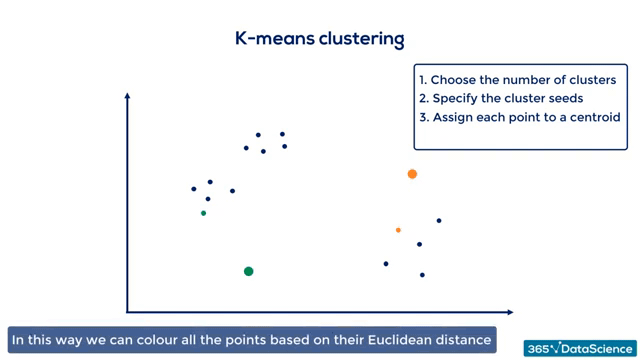 K-means clustering
1. Choose the number of clusters
2. Specify the cluster seeds
3. Assign each point to a centroid
In this way we can colour all the points based on their Euclidean distance
365 DataScience